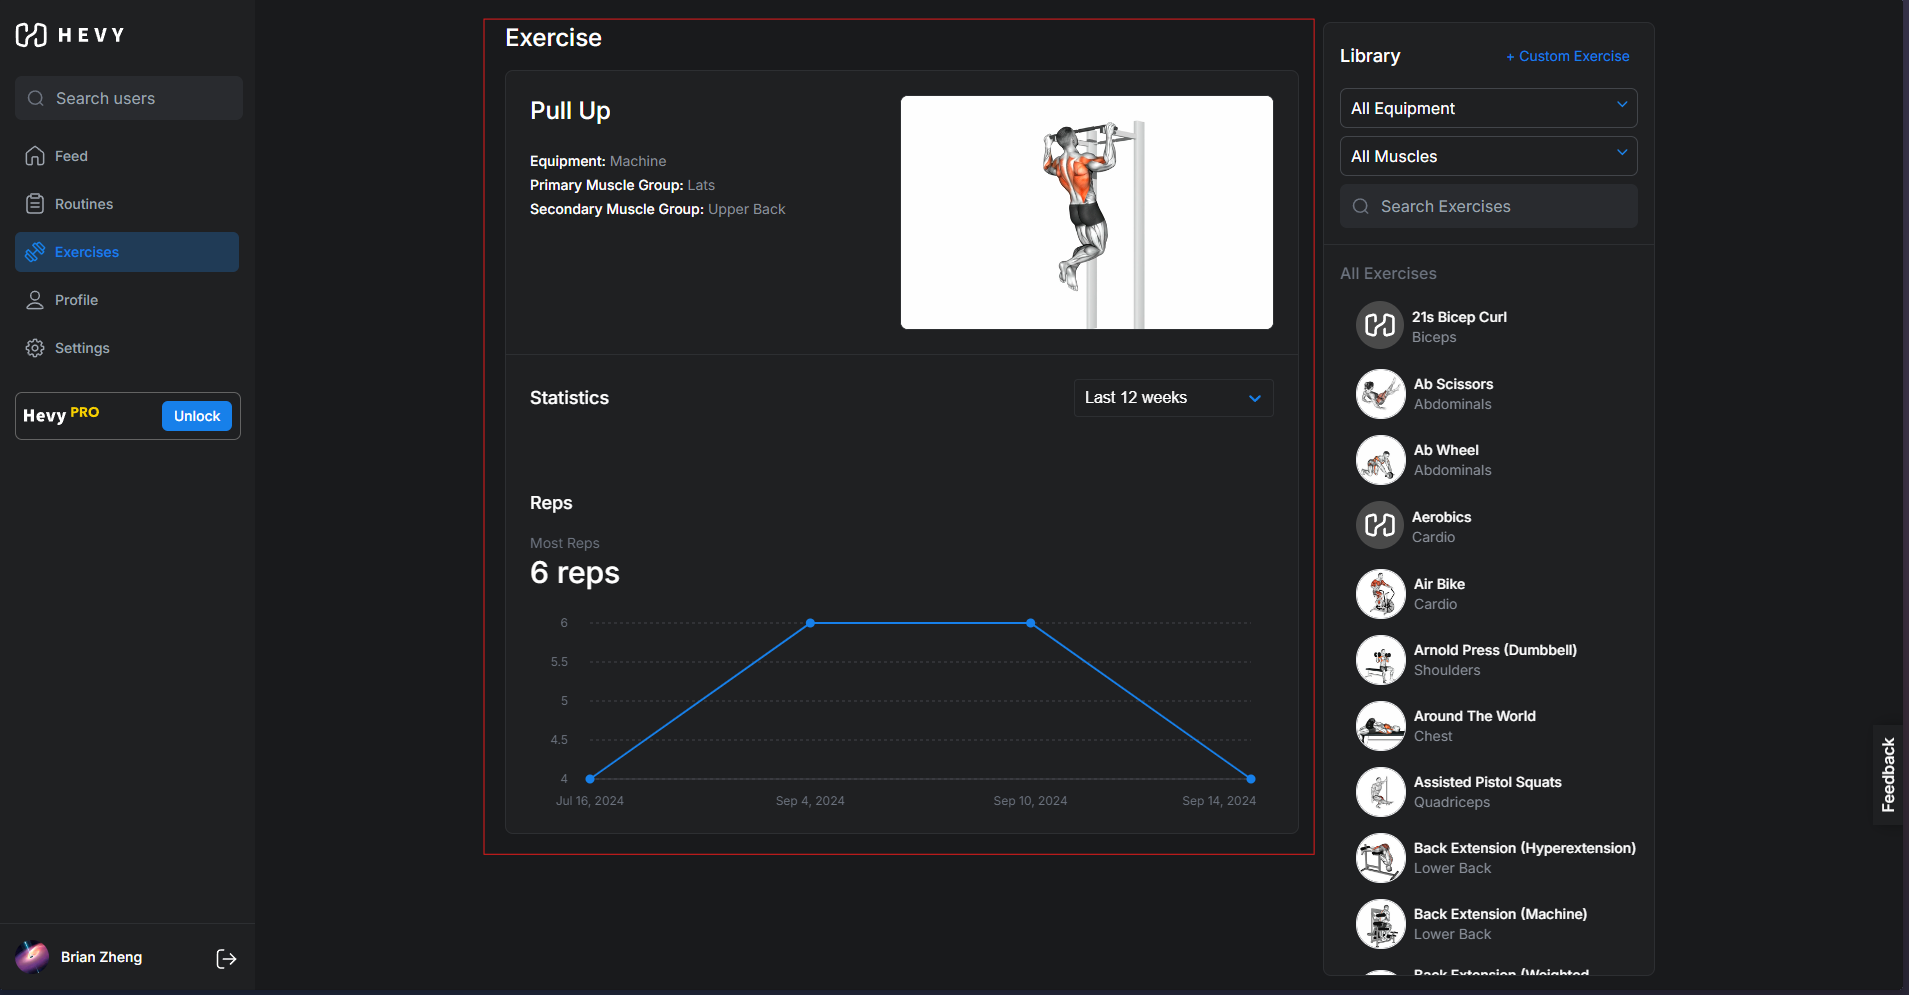 HEVY
Search users
Feed
Routines
Exercises
Profile
Settings
Hevy PRO
Unlock
Brian Zheng
Exercise
Pull Up
Equipment: Machine
Primary Muscle Group: Lats
Secondary Muscle Group: Upper Back
Statistics
Last 12 weeks
Reps
Most Reps
6 reps
6
5.5
5
4.5
4
Jul 16, 2024
Sep 4, 2024
Sep 10, 2024
Sep 14, 2024
Library
+ Custom Exercise
All Equipment
All Muscles
Search Exercises
All Exercises
21s Bicep Curl
Biceps
Ab Scissors
Abdominals
Ab Wheel
Abdominals
Aerobics
Cardio
Air Bike
Cardio
Arnold Press (Dumbbell)
Shoulders
Around The World
Chest
Assisted Pistol Squats
Quadriceps
Back Extension (Hyperextension)
Lower Back
Back Extension (Machine)
Lower Back
Back Extension (Weighted
Feedback